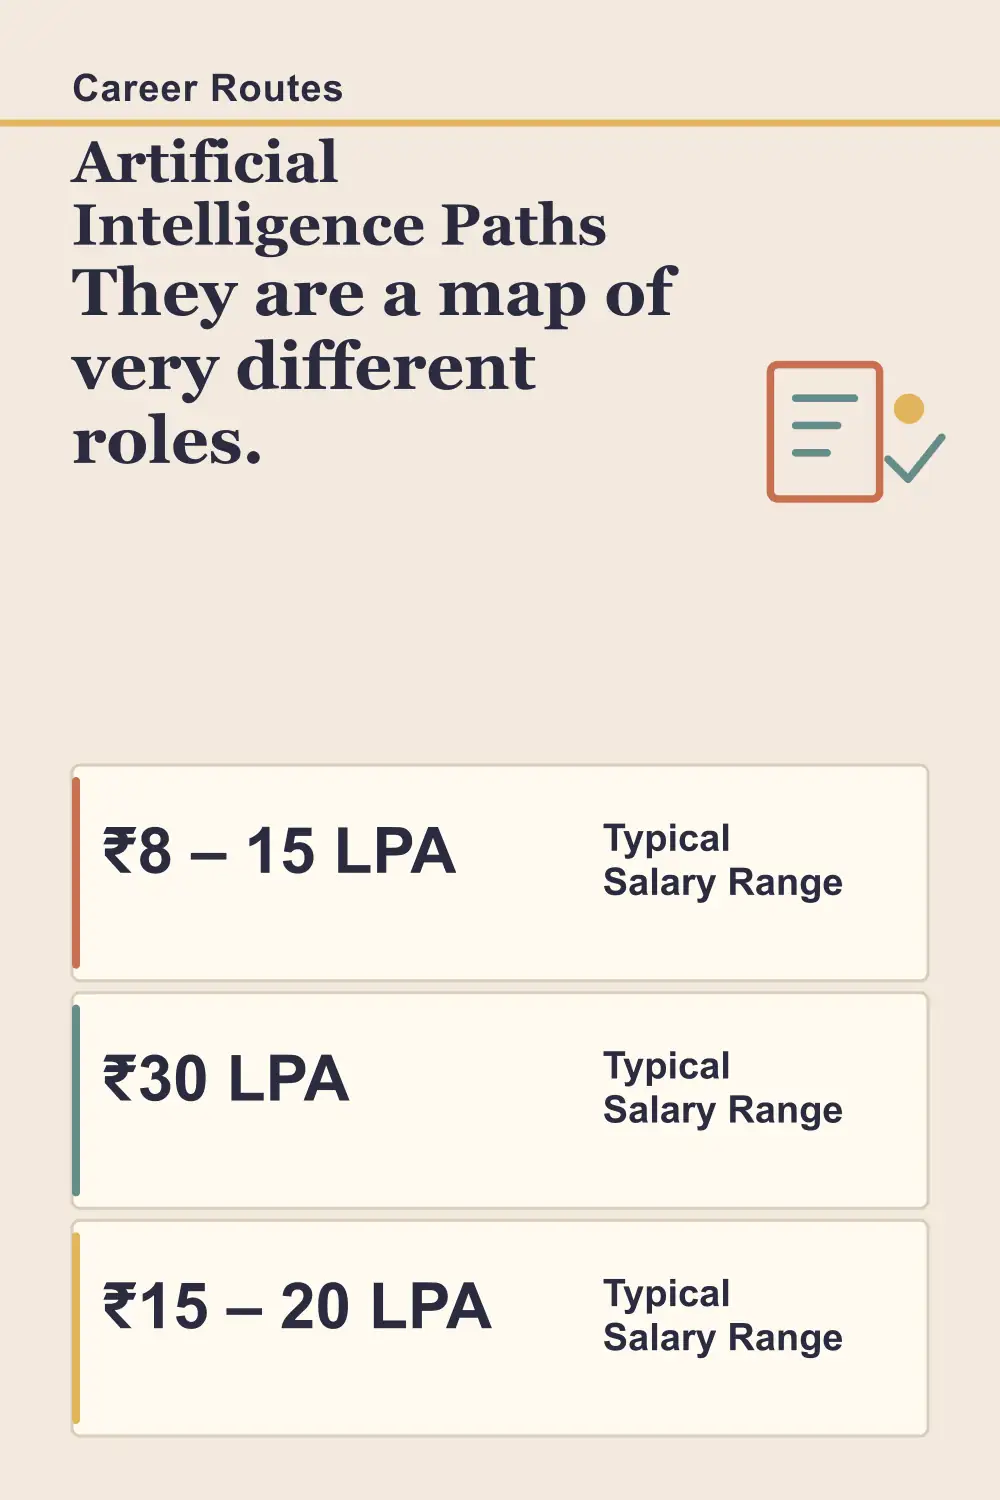 Career Routes
Artificial
Intelligence Paths
They are a map of
very different
roles.
₹8 – 15 LPA
Typical
Salary Range
₹30 LPA
Typical
Salary Range
₹15 – 20 LPA
Typical
Salary Range